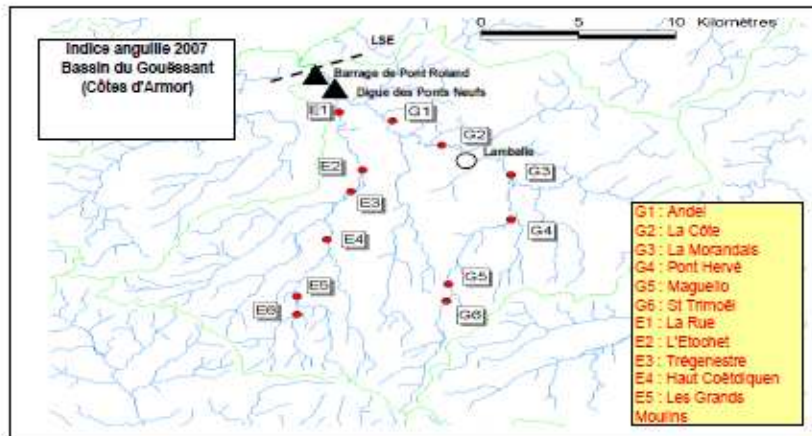 Indice anguille 2007
Bassin du Gouëssant
(Côtes d'Armor)
0 5 10 Kilomètres
LSE
Barrage de Pont Roland
Digue des Ponts Neufs
E1
G1
G2
Lamballe
E2
G3
E3
G4
E4
G5
E5
G6
E6
G1 : Andel
G2 : La Côte
G3 : La Morandais
G4 : Pont Hervé
G5 : Maguello
G6 : St Trimoël
E1 : La Rue
E2 : L'Etochet
E3 : Trégenestre
E4 : Haut Coëtdiquen
E5 : Les Grands
Moulins